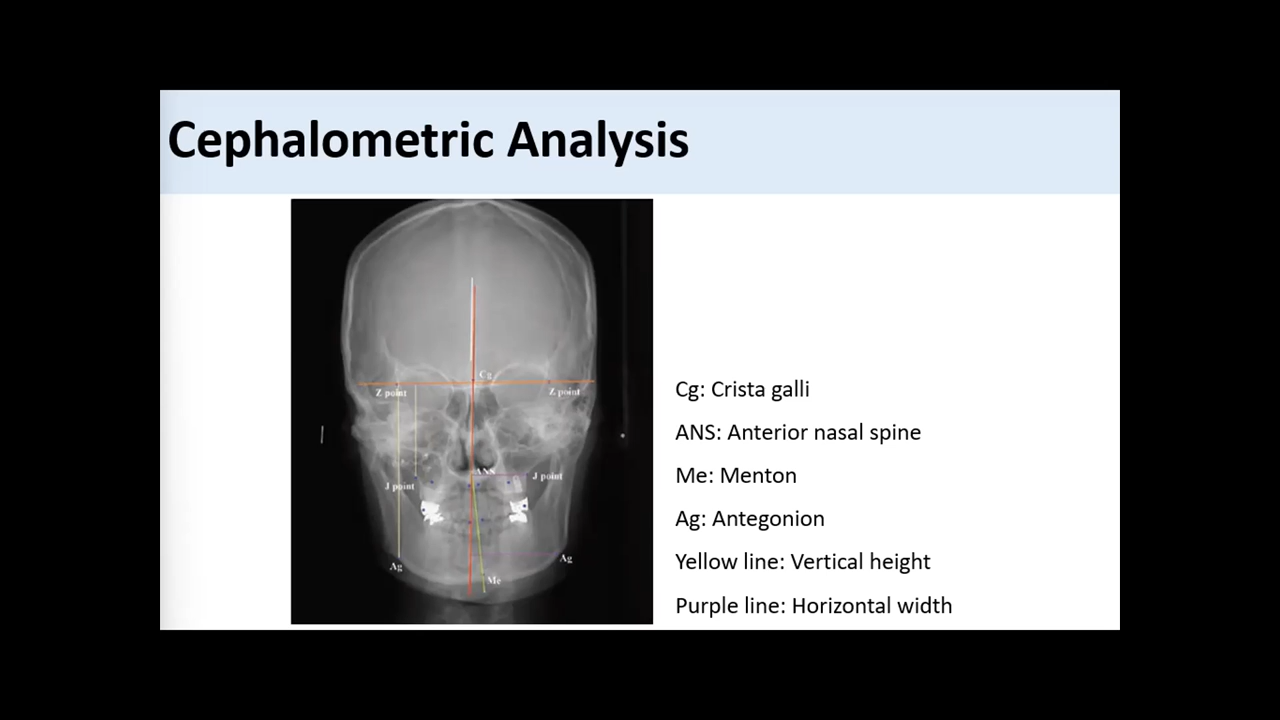 Cephalometric Analysis
Cg
Z point
Z point
ANS
J point
J point
Ag
Ag
Me
Cg: Crista galli
ANS: Anterior nasal spine
Me: Menton
Ag: Antegonion
Yellow line: Vertical height
Purple line: Horizontal width